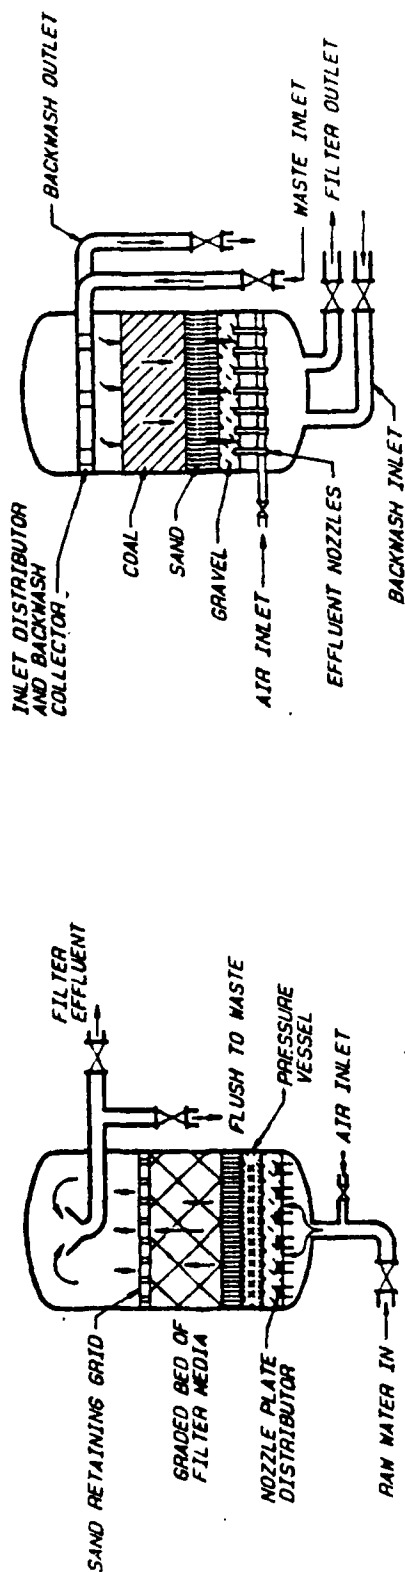 SAND RETAINING GRID
GRADED BED OF
FILTER MEDIA
NOZZLE PLATE
DISTRIBUTOR
RAW WATER IN
FILTER
EFFLUENT
FLUSH TO WASTE
PRESSURE
VESSEL
AIR INLET
INLET DISTRIBUTOR
AND BACKWASH
COLLECTOR
COAL
SAND
GRAVEL
AIR INLET
EFFLUENT NOZZLES
BACKWASH INLET
BACKWASH OUTLET
WASTE INLET
FILTER OUTLET